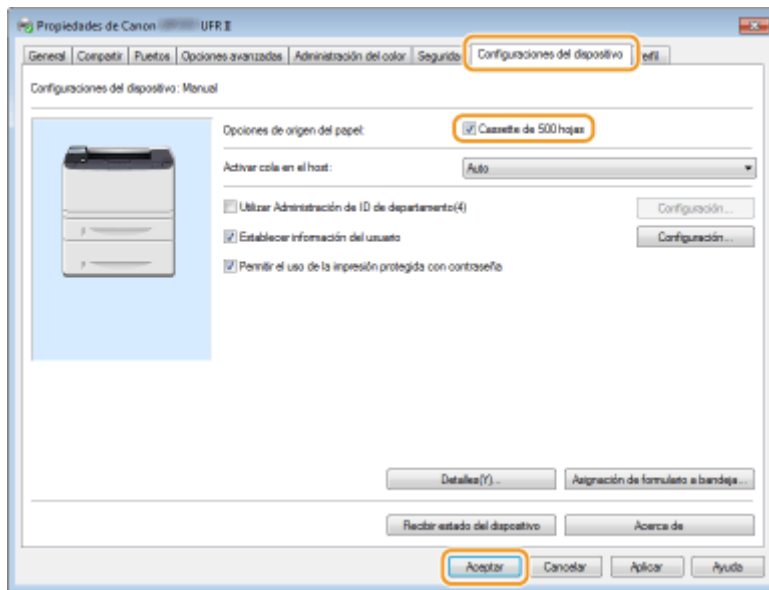 Propiedades de Canon UFR II
General Compartir Puertos Opciones avanzadas Administración del color Segurida Configuraciones del dispositivo erfil
Configuraciones del dispositivo: Manual
Opciones de origen del papel: Cassette de 500 hojas
Activar cola en el host: Auto
Utilizar Administración de ID de departamento(4) Configuración...
Establecer información del usuario Configuración...
Permitir el uso de la impresión protegida con contraseña
Detalles(Y)... Asignación de formulario a bandeja...
Recibir estado del dispositivo Acerca de
Aceptar Cancelar Aplicar Ayuda